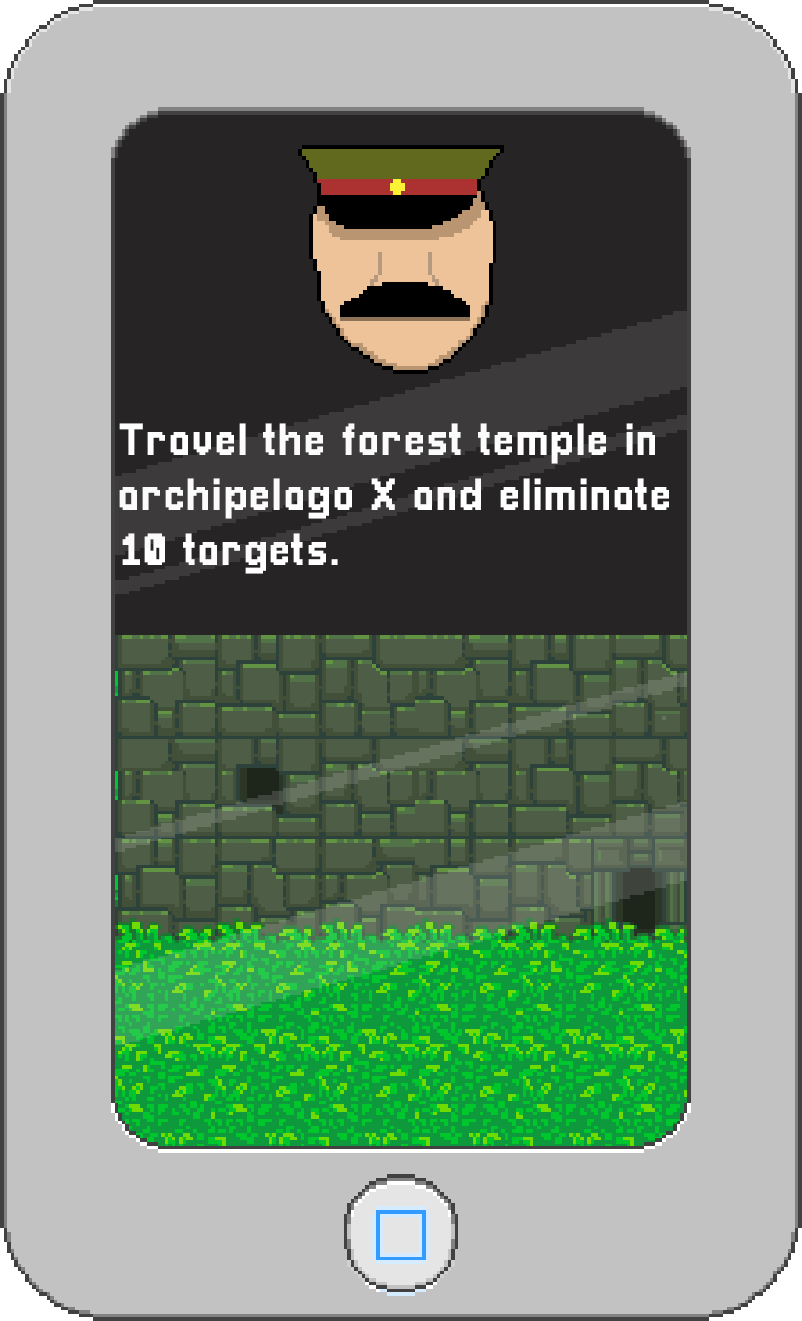 Travel the forest temple in
archipelago X and eliminate
10 targets.